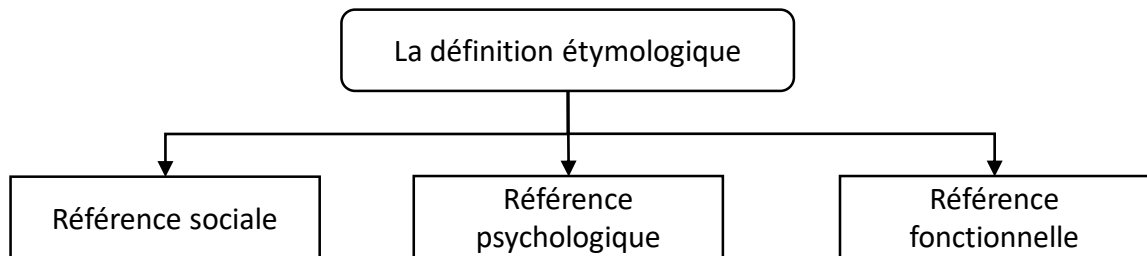 La définition étymologique
Référence sociale
Référence
psychologique
Référence
fonctionnelle